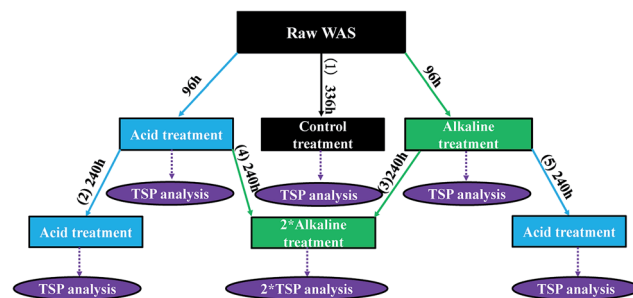 Raw WAS
96h
(1) 336h
96h
Acid treatment
Control
treatment
Alkaline
treatment
(2) 240h
TSP analysis
(4) 240h
TSP analysis
(3)240h
TSP analysis
(5) 240h
Acid treatment
2*Alkaline
treatment
Acid treatment
TSP analysis
2*TSP analysis
TSP analysis